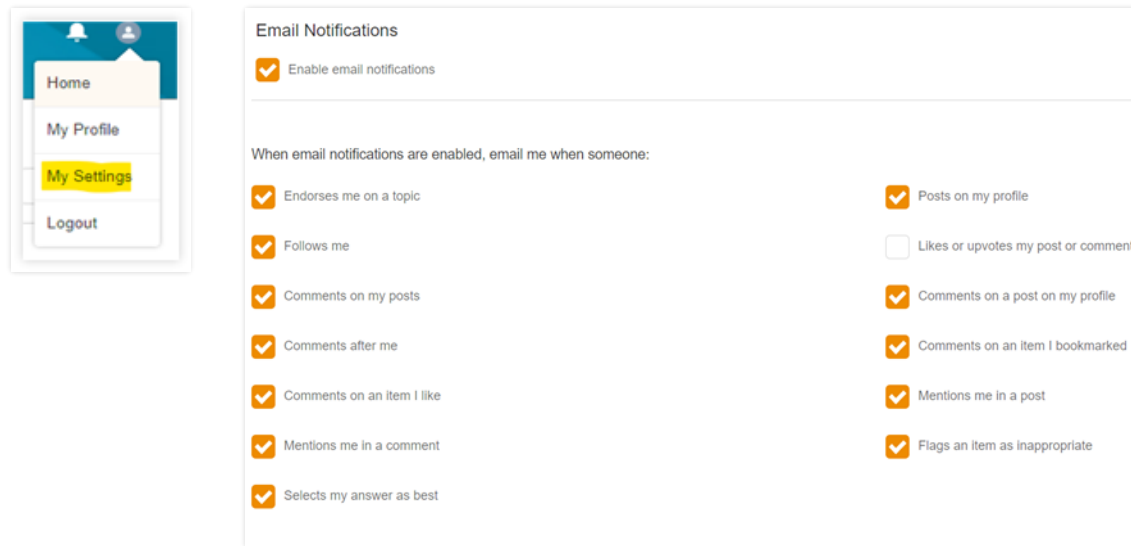 Home
My Profile
My Settings
Logout
Email Notifications
Enable email notifications
When email notifications are enabled, email me when someone:
Endorses me on a topic
Posts on my profile
Follows me
Likes or upvotes my post or comment
Comments on my posts
Comments on a post on my profile
Comments after me
Comments on an item I bookmarked
Comments on an item I like
Mentions me in a post
Mentions me in a comment
Flags an item as inappropriate
Selects my answer as best